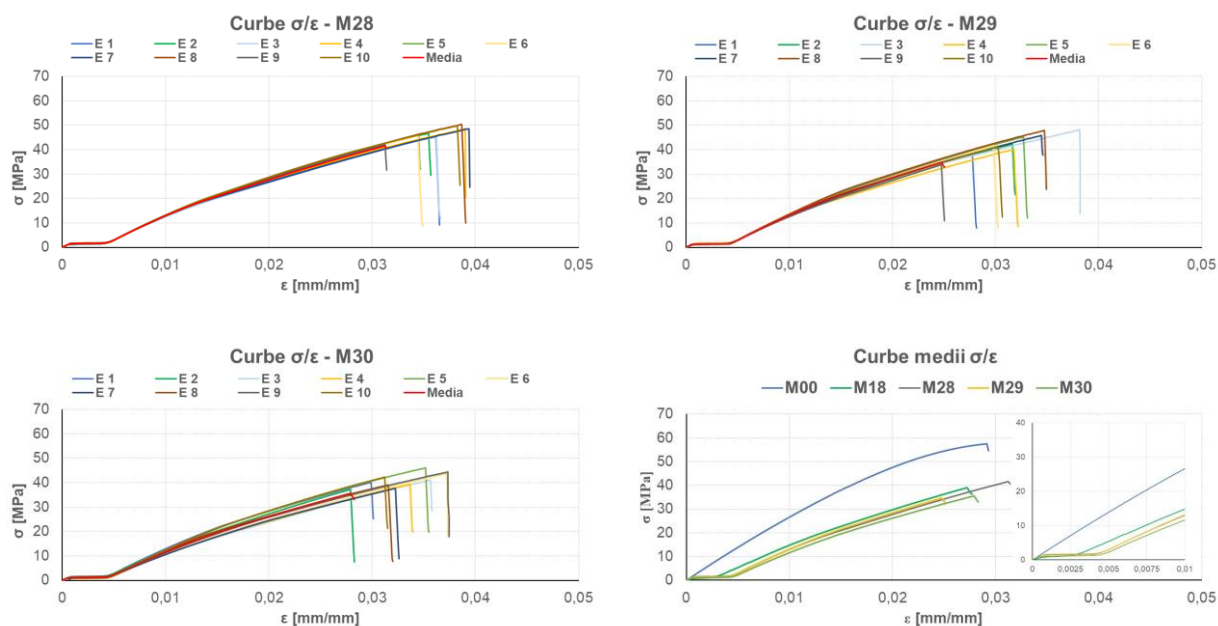 Curbe σ/ε - M28
E 1 E 2 E 3 E 4 E 5 E 6
E 7 E 8 E 9 E 10 Media
70
60
50
40
30
20
10
0
σ [MPa]
0 0,01 0,02 0,03 0,04 0,05
ε [mm/mm]
Curbe σ/ε - M29
E 1 E 2 E 3 E 4 E 5 E 6
E 7 E 8 E 9 E 10 Media
70
60
50
40
30
20
10
0
σ [MPa]
0 0,01 0,02 0,03 0,04 0,05
ε [mm/mm]
Curbe σ/ε - M30
E 1 E 2 E 3 E 4 E 5 E 6
E 7 E 8 E 9 E 10 Media
70
60
50
40
30
20
10
0
σ [MPa]
0 0,01 0,02 0,03 0,04 0,05
ε [mm/mm]
Curbe medii σ/ε
M00 M18 M28 M29 M30
70
60
50
40
30
20
10
0
σ [MPa]
0 0,01 0,02 0,03 0,04 0,05
ε [mm/mm]
40
30
20
10
0
0 0,0025 0,005 0,0075 0,01